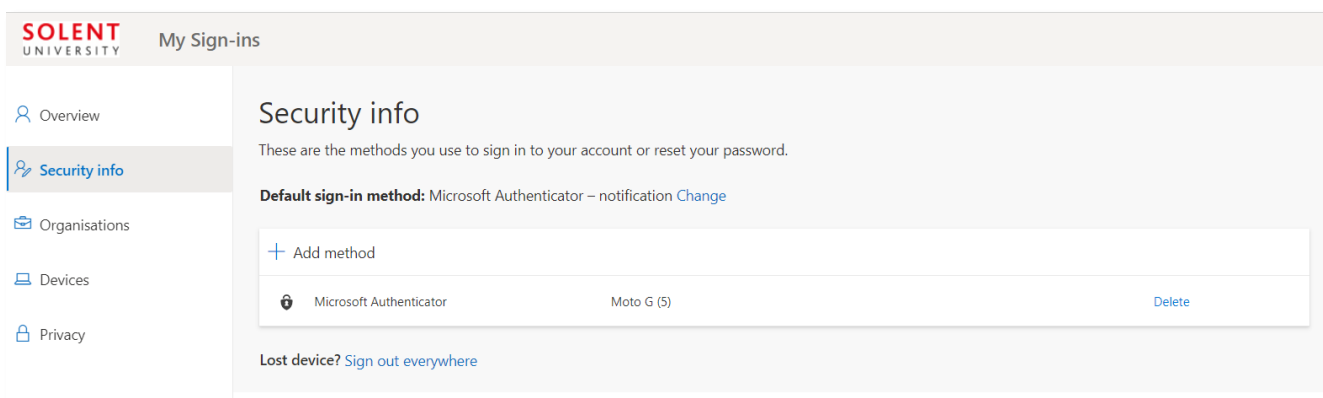 SOLENT
UNIVERSITY
My Sign-ins
Overview
Security info
Organisations
Devices
Privacy
Security info
These are the methods you use to sign in to your account or reset your password.
Default sign-in method: Microsoft Authenticator – notification Change
Add method
Microsoft Authenticator Moto G (5) Delete
Lost device? Sign out everywhere